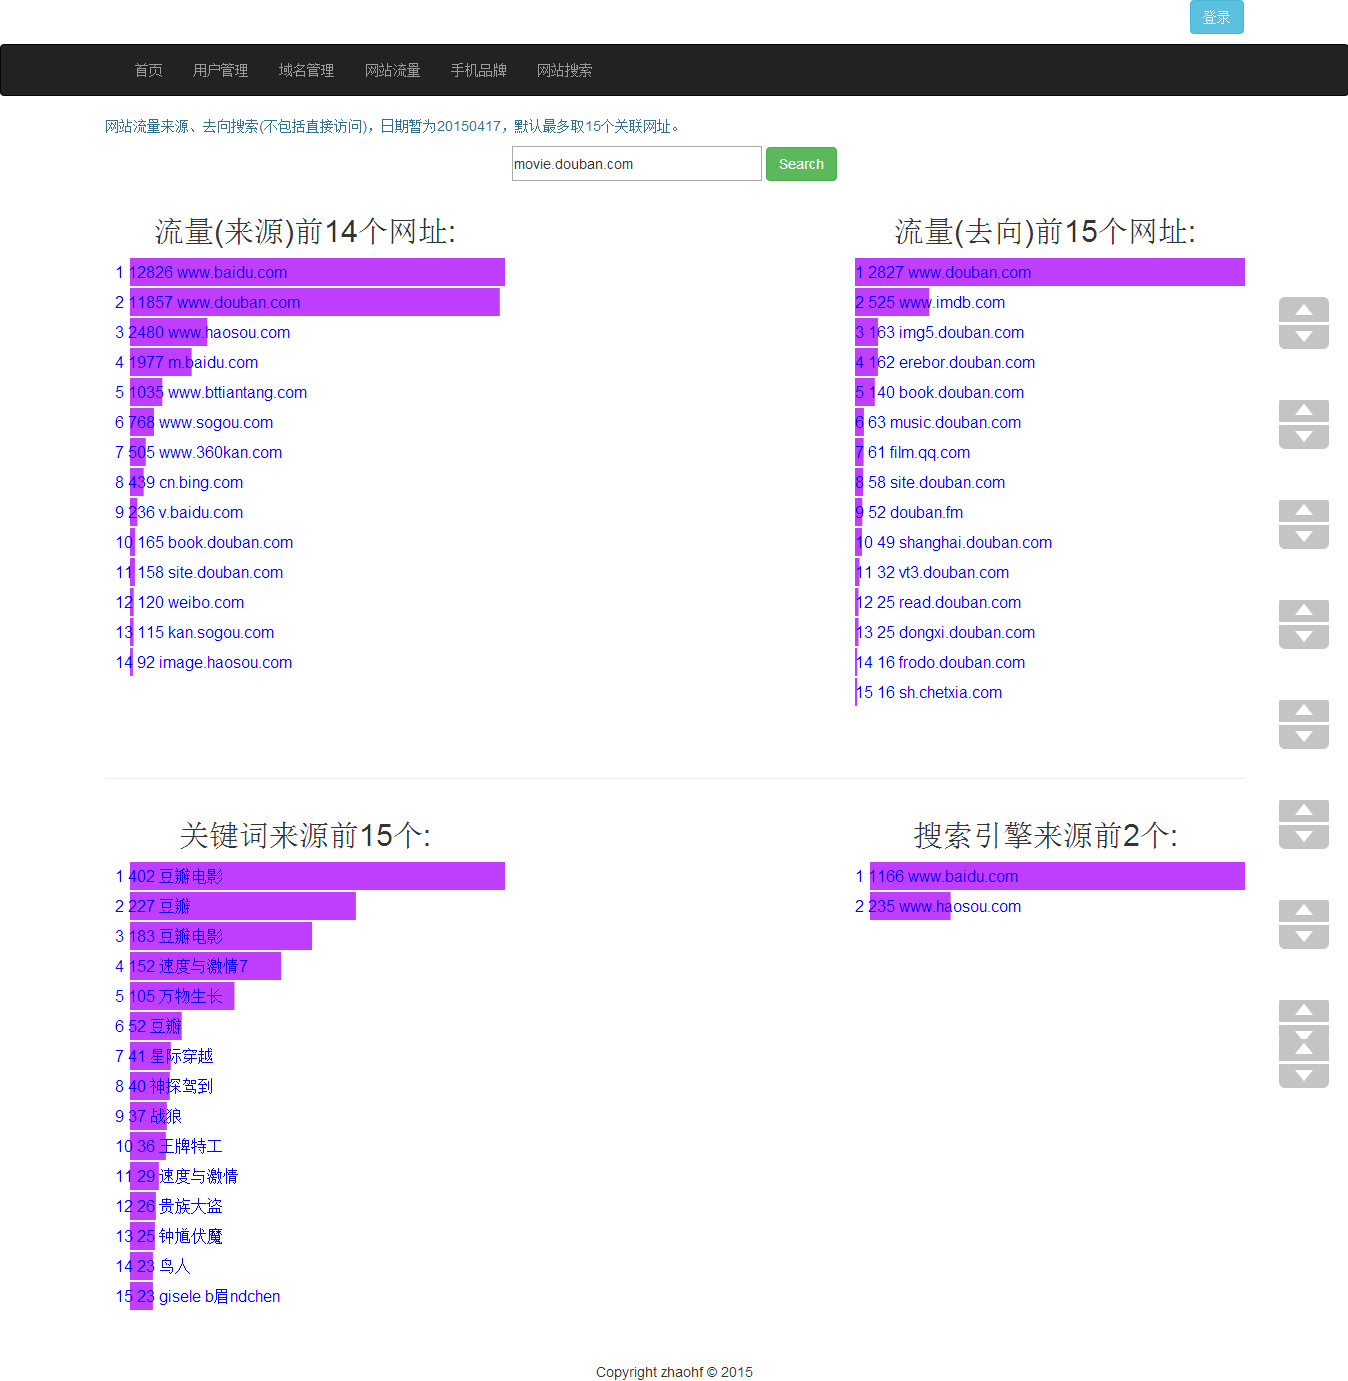 登录
首页 用户管理 域名管理 网站流量 手机品牌 网站搜索
网站流量来源、去向搜索(不包括直接访问)，日期暂为20150417，默认最多取15个关联网址。
movie.douban.com Search
流量(来源)前14个网址:
1 12826 www.baidu.com
2 11857 www.douban.com
3 2480 www.haosou.com
4 1977 m.baidu.com
5 1035 www.bttiantang.com
6 768 www.sogou.com
7 505 www.360kan.com
8 439 cn.bing.com
9 236 v.baidu.com
10 165 book.douban.com
11 158 site.douban.com
12 120 weibo.com
13 115 kan.sogou.com
14 92 image.haosou.com
流量(去向)前15个网址:
1 2827 www.douban.com
2 525 www.imdb.com
3 163 img5.douban.com
4 162 erebor.douban.com
5 140 book.douban.com
6 63 music.douban.com
7 61 film.qq.com
8 58 site.douban.com
9 52 douban.fm
10 49 shanghai.douban.com
11 32 vt3.douban.com
12 25 read.douban.com
13 25 dongxi.douban.com
14 16 frodo.douban.com
15 16 sh.chetxia.com
关键词来源前15个:
1 402 豆瓣电影
2 227 豆瓣
3 183 豆瓣电影
4 152 速度与激情7
5 105 万物生长
6 52 豆瓣
7 41 星际穿越
8 40 神探驾到
9 37 战狼
10 36 王牌特工
11 29 速度与激情
12 26 贵族大盗
13 25 钟馗伏魔
14 23 鸟人
15 23 gisele b眉ndchen
搜索引擎来源前2个:
1 1166 www.baidu.com
2 235 www.haosou.com
Copyright zhaohf © 2015